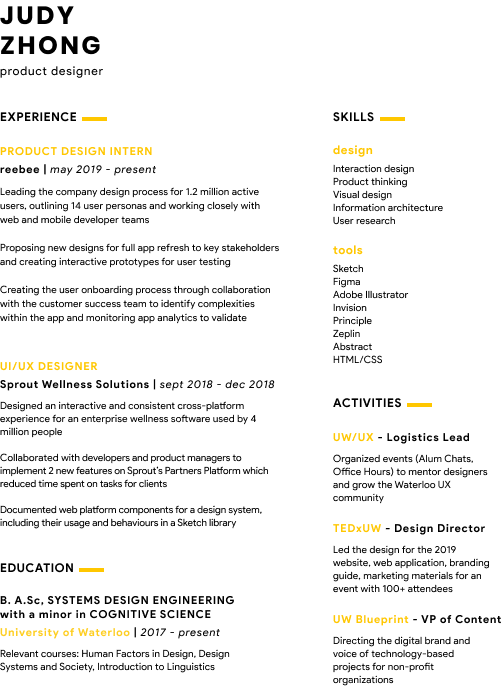 JUDY
ZHONG
product designer
EXPERIENCE
PRODUCT DESIGN INTERN
reebee | may 2019 - present
Leading the company design process for 1.2 million active
users, outlining 14 user personas and working closely with
web and mobile developer teams
Proposing new designs for full app refresh to key stakeholders
and creating interactive prototypes for user testing
Creating the user onboarding process through collaboration
with the customer success team to identify complexities
within the app and monitoring app analytics to validate
UI/UX DESIGNER
Sprout Wellness Solutions | sept 2018 - dec 2018
Designed an interactive and consistent cross-platform
experience for an enterprise wellness software used by 4
million people
Collaborated with developers and product managers to
implement 2 new features on Sprout's Partners Platform which
reduced time spent on tasks for clients
Documented web platform components for a design system,
including their usage and behaviours in a Sketch library
EDUCATION
B. A.Sc, SYSTEMS DESIGN ENGINEERING
with a minor in COGNITIVE SCIENCE
University of Waterloo | 2017 - present
Relevant courses: Human Factors in Design, Design
Systems and Society, Introduction to Linguistics
SKILLS
design
Interaction design
Product thinking
Visual design
Information architecture
User research
tools
Sketch
Figma
Adobe Illustrator
Invision
Principle
Zeplin
Abstract
HTML/CSS
ACTIVITIES
UW/UX - Logistics Lead
Organized events (Alum Chats,
Office Hours) to mentor designers
and grow the Waterloo UX
community
TEDxUW - Design Director
Led the design for the 2019
website, web application, branding
guide, marketing materials for an
event with 100+ attendees
UW Blueprint - VP of Content
Directing the digital brand and
voice of technology-based
projects for non-profit
organizations